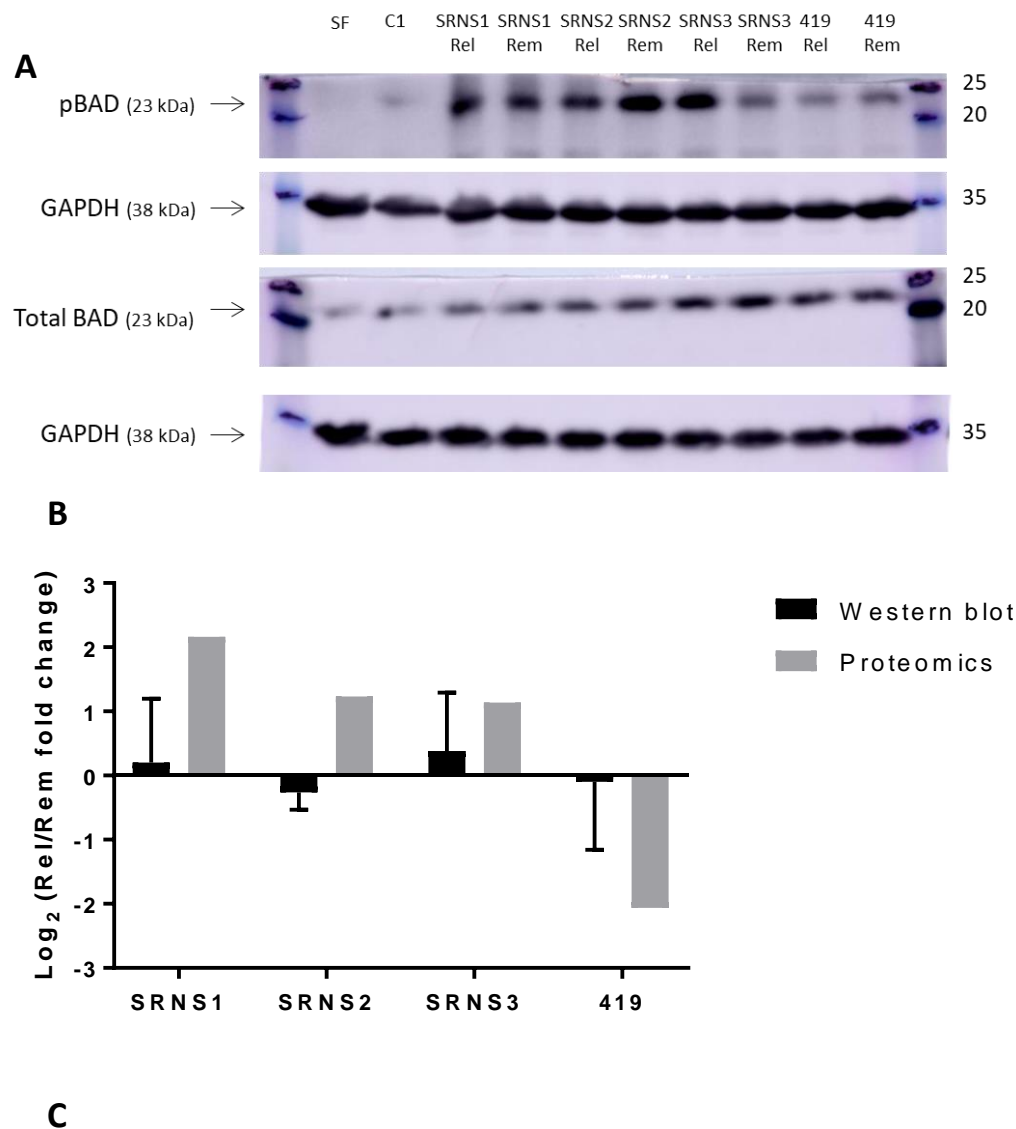 SF C1 SRNS1 SRNS1 SRNS2 SRNS2 SRNS3 SRNS3 419 419
Rel Rem Rel Rem Rel Rem Rel Rem
A
pBAD (23 kDa)
25
20
GAPDH (38 kDa)
35
Total BAD (23 kDa)
25
20
GAPDH (38 kDa)
35
B
Log2 (Rel/Rem fold change)
3
2
1
0
-1
-2
-3
SRNS1 SRNS2 SRNS3 419
Western blot
Proteomics
C